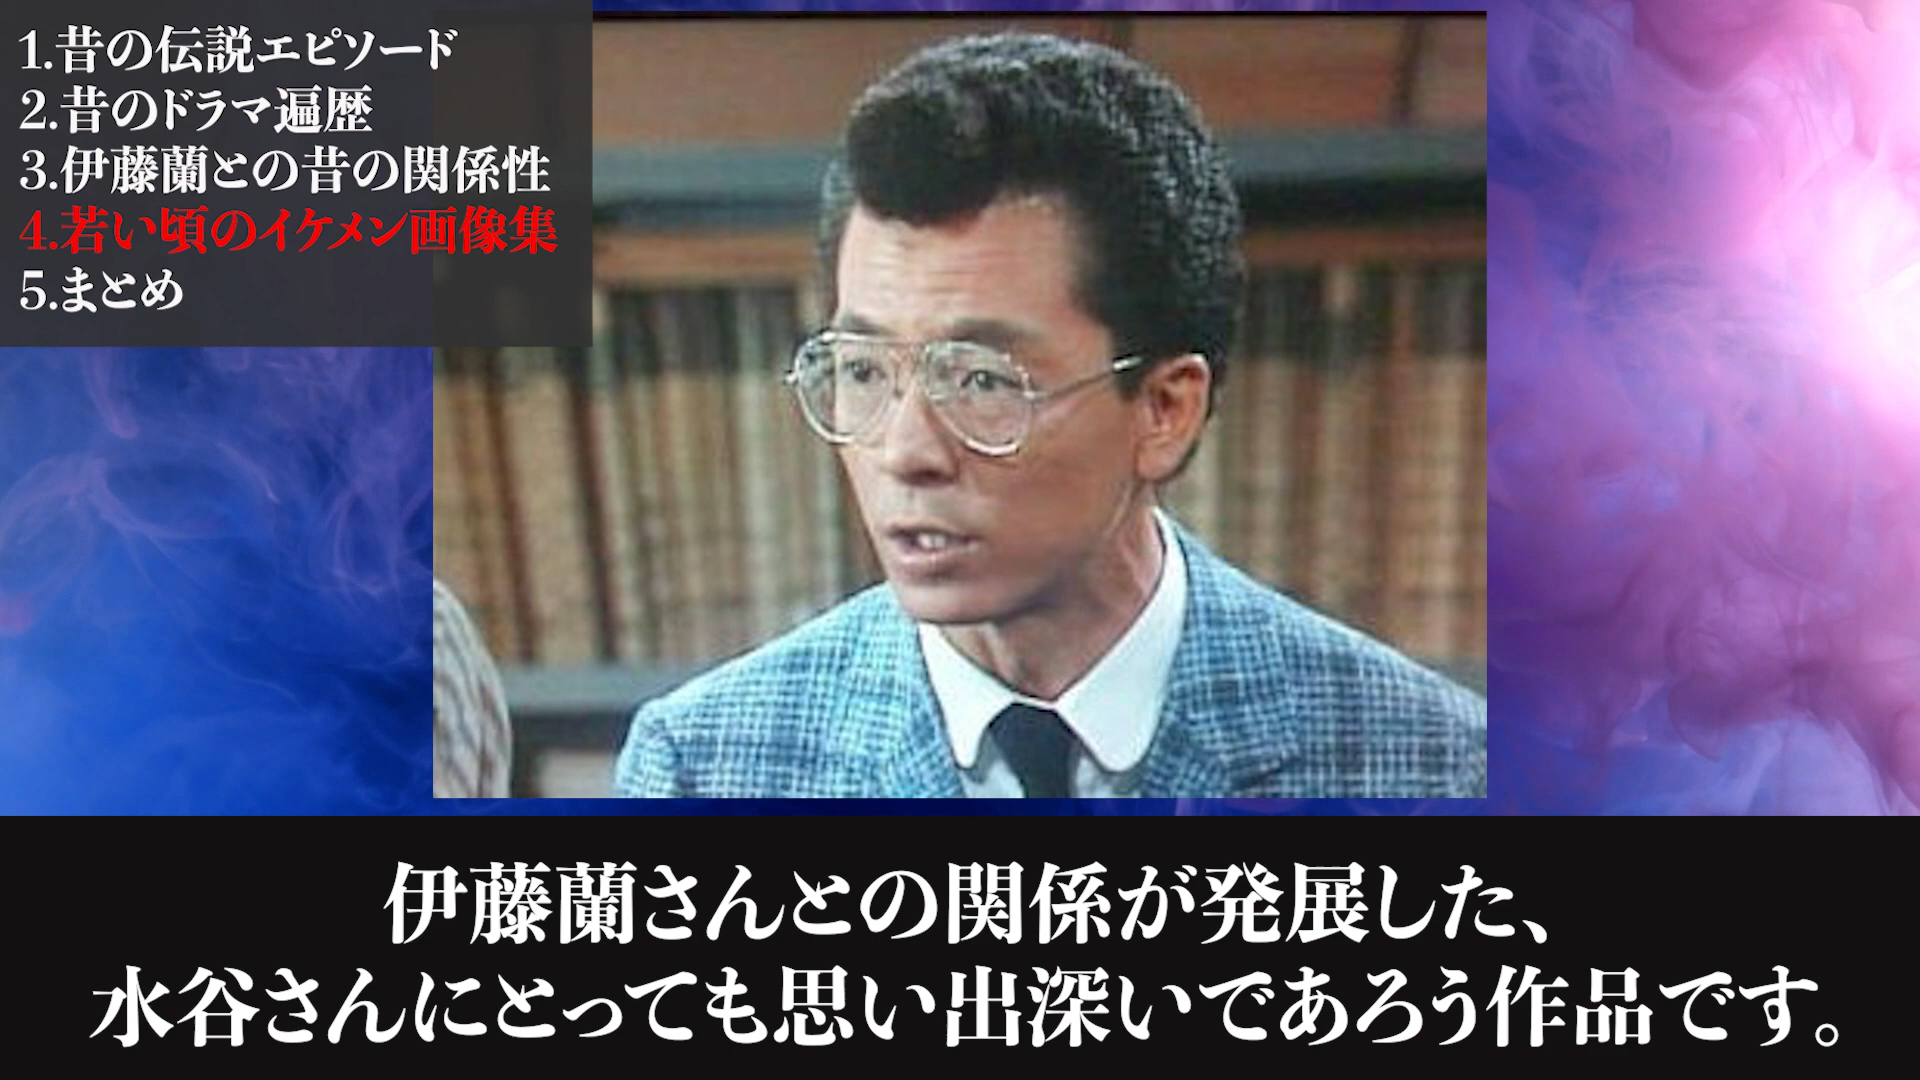 1.昔の伝説エピソード
2.昔のドラマ遍歴
3.伊藤蘭との昔の関係性
4.若い頃のイケメン画像集
5.まとめ
伊藤蘭さんとの関係が発展した、
水谷さんにとっても思い出深いであろう作品です。